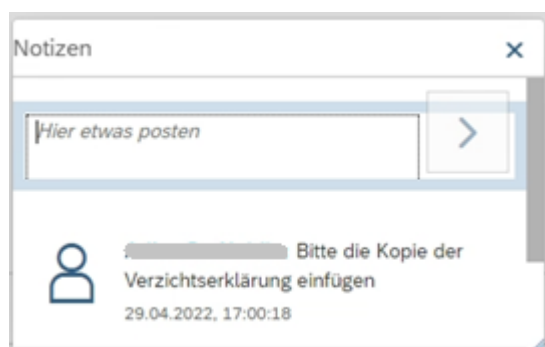 Notizen
Hier etwas posten
Bitte die Kopie der
Verzichtserklärung einfügen
29.04.2022, 17:00:18